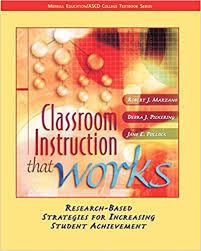 MERRILL EDUCATION/ASCD COLLEGE TEXTBOOK SERIES
ROBERT J. MARZANO
DEBRA J. PICKERING
JANE E. POLLOCK
Classroom
Instruction
that works
RESEARCH-BASED
STRATEGIES FOR INCREASING
STUDENT ACHIEVEMENT